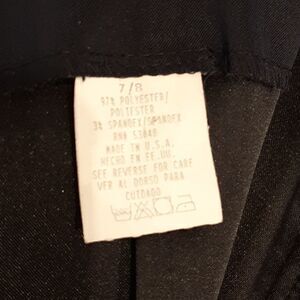 7/8
97% POLYESTER/
POLIESTER
3% SPANDEX/SPANDEX
RN# 53849
MADE IN U.S.A.
HECHO EN EE.UU.
SEE REVERSE FOR CARE
VER AL DORSO PARA
CUIDADO